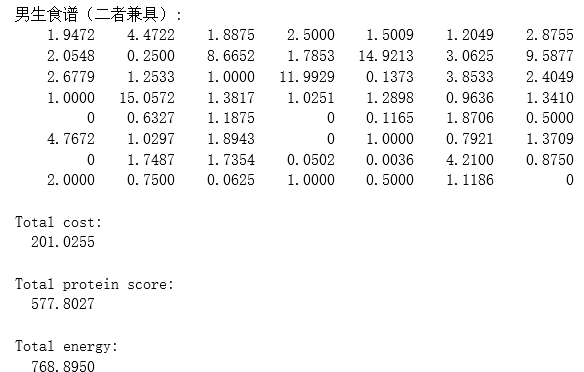 男生食谱（二者兼具）:
1.9472 4.4722 1.8875 2.5000 1.5009 1.2049 2.8755
2.0548 0.2500 8.6652 1.7853 14.9213 3.0625 9.5877
2.6779 1.2533 1.0000 11.9929 0.1373 3.8533 2.4049
1.0000 15.0572 1.3817 1.0251 1.2898 0.9636 1.3410
0 0.6327 1.1875 0 0.1165 1.8706 0.5000
4.7672 1.0297 1.8943 0 1.0000 0.7921 1.3709
0 1.7487 1.7354 0.0502 0.0036 4.2100 0.8750
2.0000 0.7500 0.0625 1.0000 0.5000 1.1186 0
Total cost:
201.0255
Total protein score:
577.8027
Total energy:
768.8950